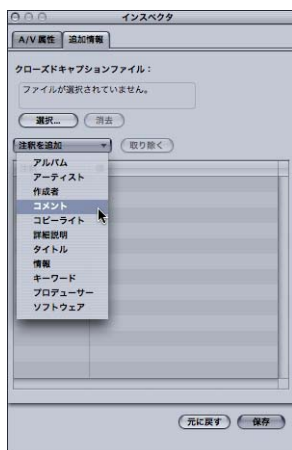 インスペクタ
A/V 属性 追加情報
クローズドキャプションファイル：
ファイルが選択されていません。
選択... 消去
注釈を追加 取り除く
アルバム
アーティスト
作成者
コメント
コピーライト
詳細説明
タイトル
情報
キーワード
プロデューサー
ソフトウェア
元に戻す 保存